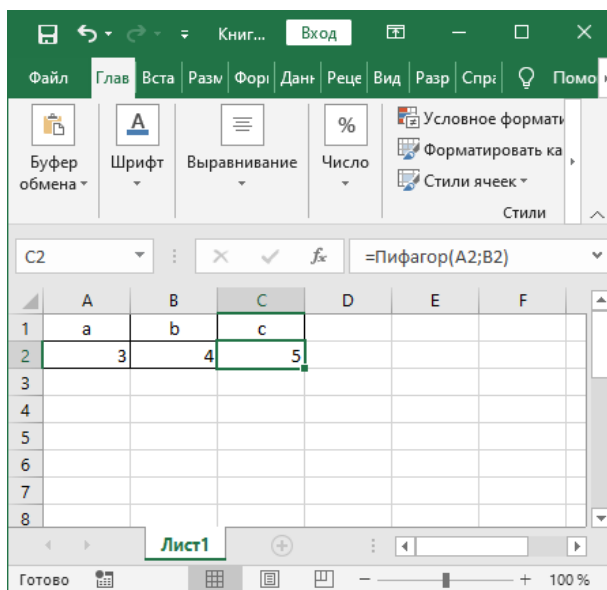 Книг... Вход
Файл Глав Вста Разм Фор Данн Реце Вид Разр Спра Помо
Буфер обмена Шрифт Выравнивание Число Условное формати
Форматировать ка
Стили ячеек
Стили
C2 fx =Пифагор(A2;B2)
A B C D E F
1 a b c
2 3 4 5
3
4
5
6
7
8
Лист1
Готово 100 %